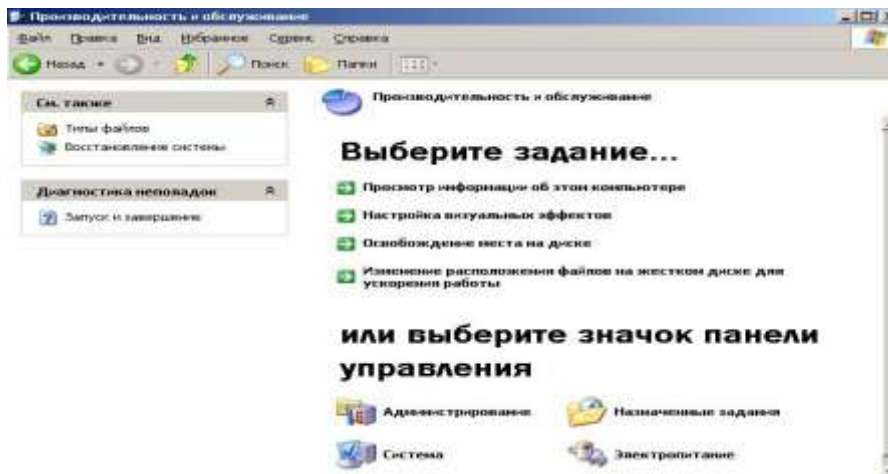 Производительность и обслуживание
Файл Правка Вид Избранное Сервис Справка
Назад Поиск Папки
См. также
Типы файлов
Восстановление системы
Диагностика неполадок
Запуск и завершение
Производительность и обслуживание
Выберите задание...
Просмотр информации об этом компьютере
Настройка визуальных эффектов
Освобождение места на диске
Изменение расположения файлов на жестком диске для
ускорения работы
или выберите значок панели
управления
Администрирование
Назначенные задания
Система
Электропитание